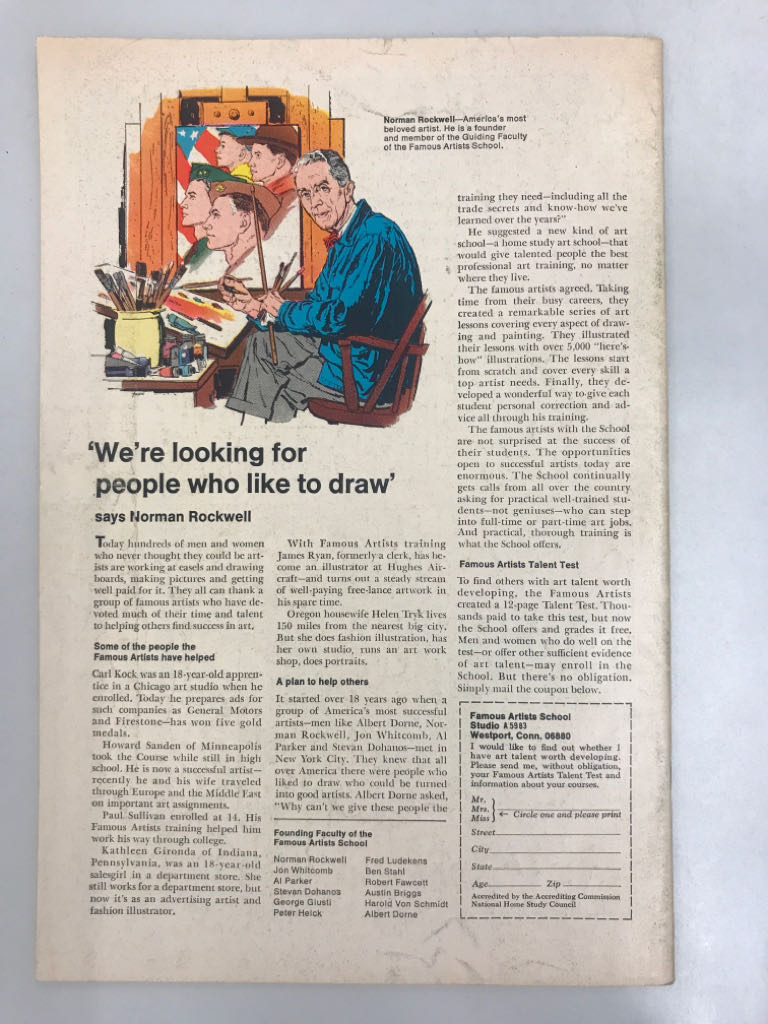 Norman Rockwell—America's most
beloved artist. He is a founder
and member of the Guiding Faculty
of the Famous Artists School.
'We're looking for
people who like to draw'
says Norman Rockwell
Today hundreds of men and women
who never thought they could be art-
ists are working at easels and drawing
boards, making pictures and getting
well paid for it. They all can thank a
group of famous artists who have de-
voted much of their time and talent
to helping others find success in art.
Some of the people the
Famous Artists have helped
Carl Kock was an 18-year-old appren-
tice in a Chicago art studio when he
enrolled. Today he prepares ads for
such companies as General Motors
and Firestone—has won five gold
medals.
Howard Sanden of Minneapolis
took the Course while still in high
school. He is now a successful artist—
recently he and his wife traveled
through Europe and the Middle East
on important art assignments.
Paul Sullivan enrolled at 14. His
Famous Artists training helped him
work his way through college.
Kathleen Gironda of Indiana,
Pennsylvania, was an 18-year-old
salesgirl in a department store. She
still works for a department store, but
now it's as an advertising artist and
fashion illustrator.
With Famous Artists training
James Ryan, formerly a clerk, has be-
come an illustrator at Hughes Air-
craft—and turns out a steady stream
of well-paying free-lance artwork in
his spare time.
Oregon housewife Helen Tryk lives
150 miles from the nearest big city.
But she does fashion illustration, has
her own studio, runs an art work
shop, does portraits.
A plan to help others
It started over 18 years ago when a
group of America's most successful
artists—men like Albert Dorne, Nor-
man Rockwell, Jon Whitcomb, Al
Parker and Stevan Dohanos—met in
New York City. They knew that all
over America there were people who
liked to draw who could be turned
into good artists. Albert Dorne asked,
"Why can't we give these people the
Founding Faculty of the
Famous Artists School
Norman Rockwell
Jon Whitcomb
Al Parker
Stevan Dohanos
George Giusti
Peter Helck
Fred Ludekens
Ben Stahl
Robert Fawcett
Austin Briggs
Harold Von Schmidt
Albert Dorne
training they need—including all the
trade secrets and know-how we've
learned over the years?"
He suggested a new kind of art
school—a home study art school—that
would give talented people the best
professional art training, no matter
where they live.
The famous artists agreed. Taking
time from their busy careers, they
created a remarkable series of art
lessons covering every aspect of draw-
ing and painting. They illustrated
their lessons with over 5,000 "here's-
how" illustrations. The lessons start
from scratch and cover every skill a
top artist needs. Finally, they de-
veloped a wonderful way to give each
student personal correction and ad-
vice all through his training.
The famous artists with the School
are not surprised at the success of
their students. The opportunities
open to successful artists today are
enormous. The School continually
gets calls from all over the country
asking for practical well-trained stu-
dents—not geniuses—who can step
into full-time or part-time art jobs.
And practical, thorough training is
what the School offers.
Famous Artists Talent Test
To find others with art talent worth
developing, the Famous Artists
created a 12-page Talent Test. Thou-
sands paid to take this test, but now
the School offers and grades it free.
Men and women who do well on the
test—or offer other sufficient evidence
of art talent—may enroll in the
School. But there's no obligation.
Simply mail the coupon below.
Famous Artists School
Studio A5983
Westport, Conn. 06880
I would like to find out whether I
have art talent worth developing.
Please send me, without obligation,
your Famous Artists Talent Test and
information about your courses.
Mr.
Mrs.
Miss
← Circle one and please print
Street
City
State
Age Zip
Accredited by the Accrediting Commission
National Home Study Council